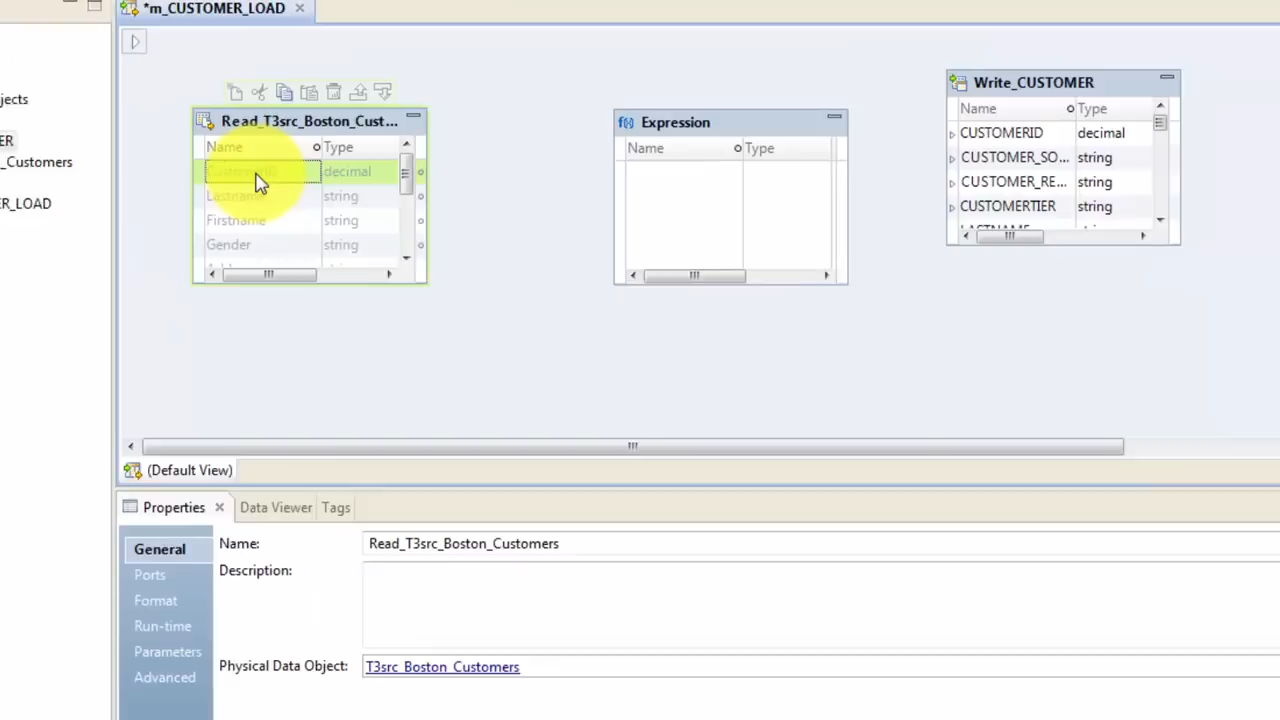 *m_CUSTOMER_LOAD
jects
ER
_Customers
ER_LOAD
Read_T3src_Boston_Cust...
Name Type
decimal
Lastname string
Firstname string
Gender string
Expression
Name Type
Write_CUSTOMER
Name Type
CUSTOMERID decimal
CUSTOMER_SO... string
CUSTOMER_RE... string
CUSTOMERTIER string
LASTNAME
(Default View)
Properties Data Viewer Tags
General
Ports
Format
Run-time
Parameters
Advanced
Name: Read_T3src_Boston_Customers
Description:
Physical Data Object: T3src_Boston_Customers